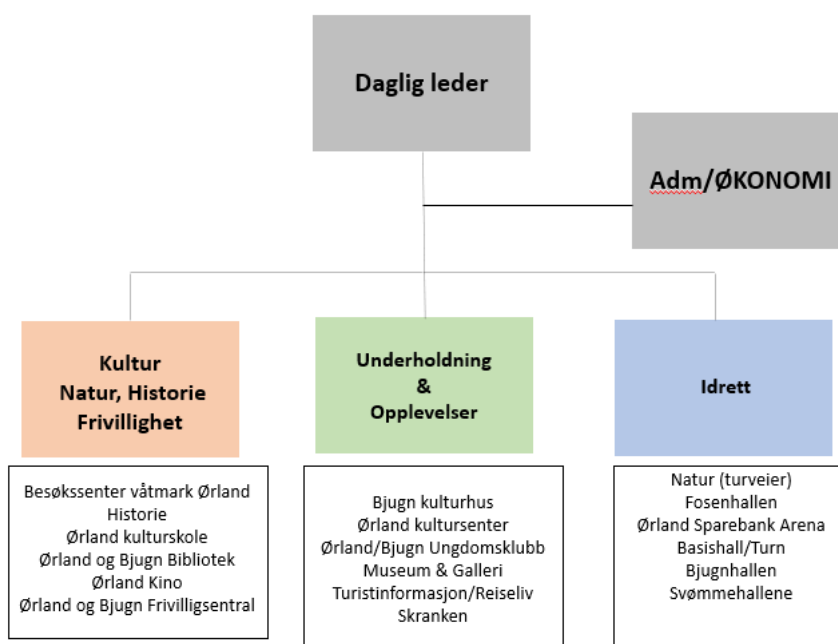 Daglig leder
Adm/ØKONOMI
Kultur
Natur, Historie
Frivillighet
Underholdning
&
Opplevelser
Idrett
Besøkssenter våtmark Ørland
Historie
Ørland kulturskole
Ørland og Bjugn Bibliotek
Ørland Kino
Ørland og Bjugn Frivilligsentral
Bjugn kulturhus
Ørland kultursenter
Ørland/Bjugn Ungdomsklubb
Museum & Galleri
Turistinformasjon/Reiseliv
Skranken
Natur (turveier)
Fosenhallen
Ørland Sparebank Arena
Basishall/Turn
Bjugnhallen
Svømmehallene